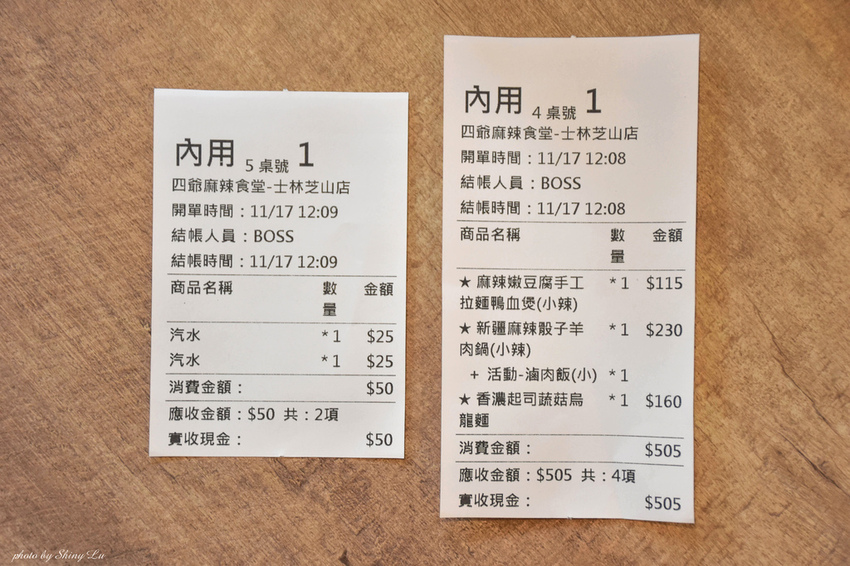 內用 5 桌號 1
四爺麻辣食堂-士林芝山店
開單時間：11/17 12:09
結帳人員：BOSS
結帳時間：11/17 12:09
商品名稱 數量 金額
汽水 *1 $25
汽水 *1 $25
消費金額： $50
應收金額：$50 共：2項
實收現金： $50
內用 4 桌號 1
四爺麻辣食堂-士林芝山店
開單時間：11/17 12:08
結帳人員：BOSS
結帳時間：11/17 12:08
商品名稱 數量 金額
★ 麻辣嫩豆腐手工 *1 $115
拉麵鴨血煲(小辣)
★ 新疆麻辣骰子羊 *1 $230
肉鍋(小辣)
+ 活動-滷肉飯(小) *1
★ 香濃起司蔬菇烏 *1 $160
龍麵
消費金額： $505
應收金額：$505 共：4項
實收現金： $505
photo by Shiny Lu